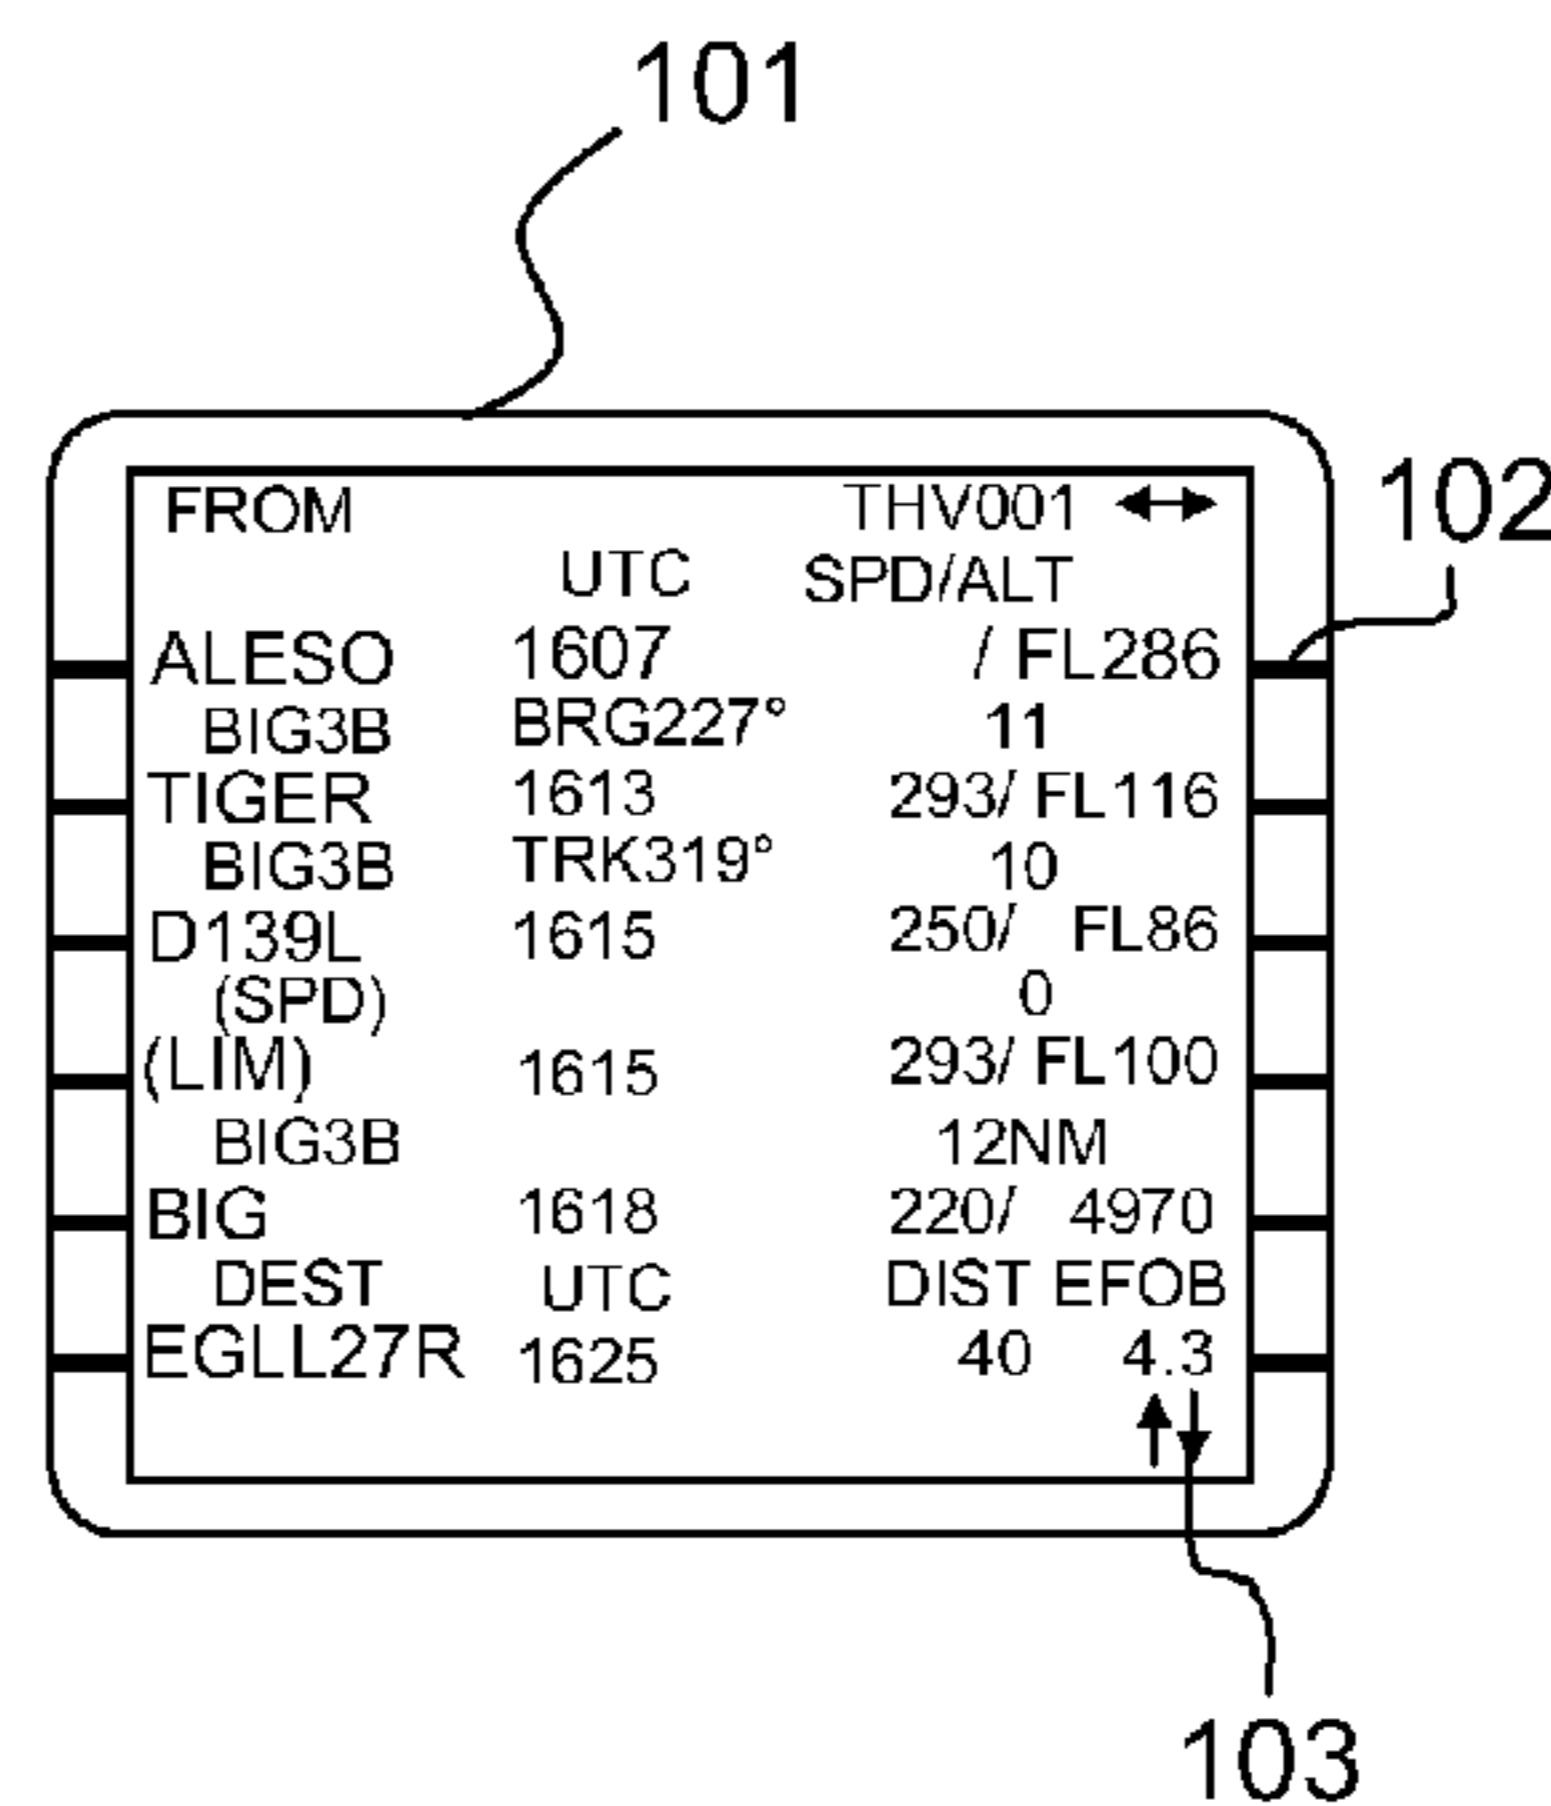 101
FROM THV001
102
UTC SPD/ALT
ALESO 1607 / FL286
BIG3B BRG227° 11
TIGER 1613 293/ FL116
BIG3B TRK319° 10
D139L 1615 250/ FL86
(SPD) 0
(LIM) 1615 293/ FL100
BIG3B 12NM
BIG 1618 220/ 4970
DEST UTC DIST EFOB
EGLL27R 1625 40 4.3
103